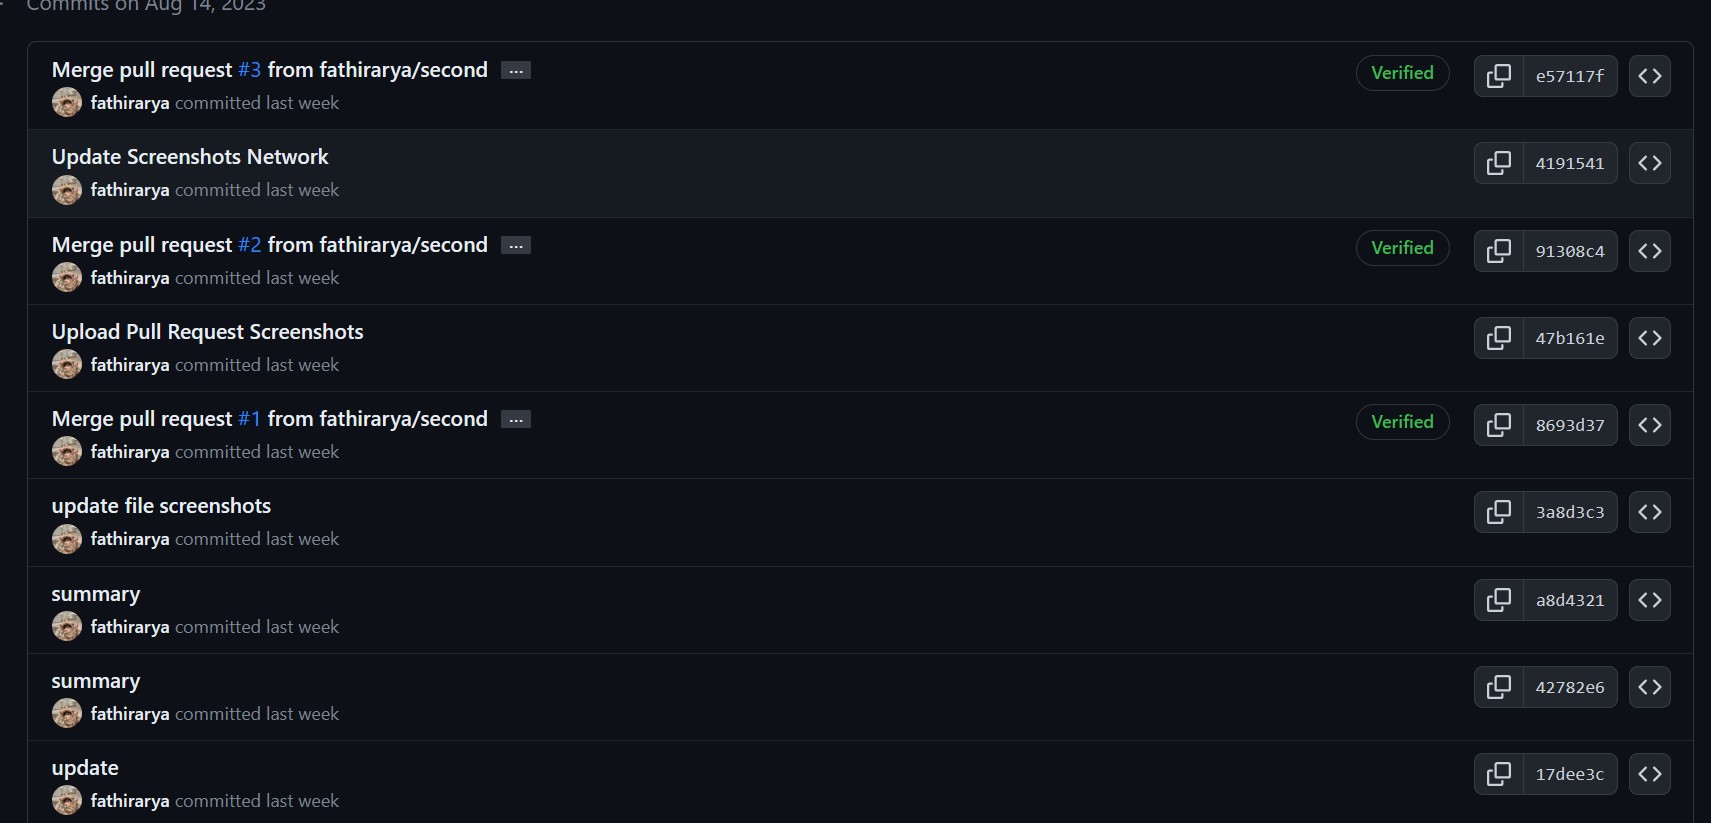 Commits on Aug 14, 2023
Merge pull request #3 from fathirarya/second ...
Verified
e57117f
fathirarya committed last week
Update Screenshots Network
4191541
fathirarya committed last week
Merge pull request #2 from fathirarya/second ...
Verified
91308c4
fathirarya committed last week
Upload Pull Request Screenshots
47b161e
fathirarya committed last week
Merge pull request #1 from fathirarya/second ...
Verified
8693d37
fathirarya committed last week
update file screenshots
3a8d3c3
fathirarya committed last week
summary
a8d4321
fathirarya committed last week
summary
42782e6
fathirarya committed last week
update
17dee3c
fathirarya committed last week